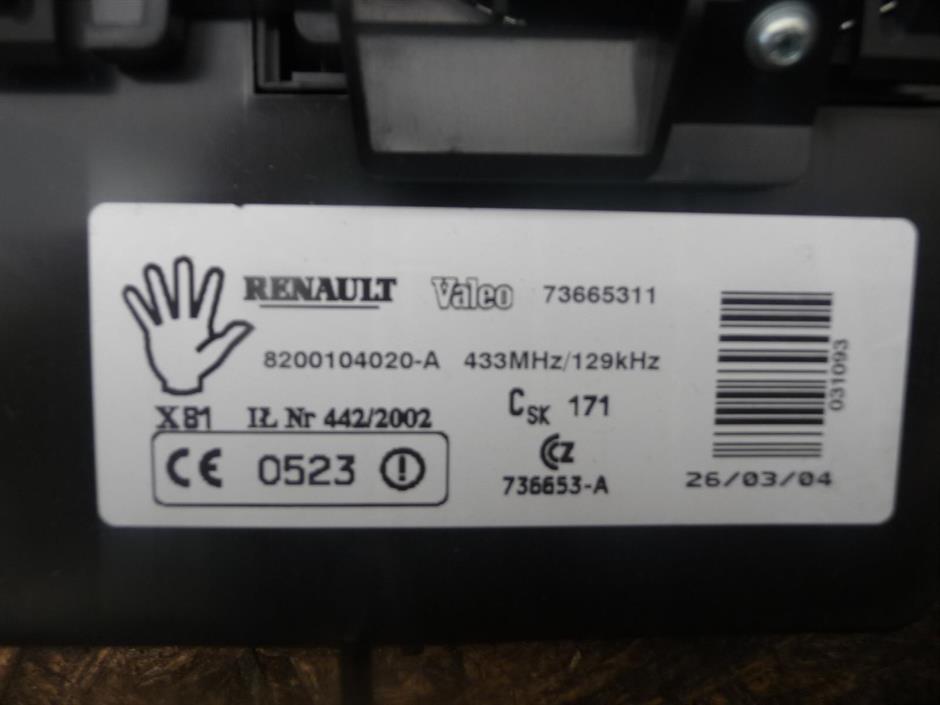 RENAULT Valeo 73665311
8200104020-A 433MHz/129kHz
X81 IŁ Nr 442/2002 CSK 171
CE 0523
CCZ
736653-A
031093
26/03/04